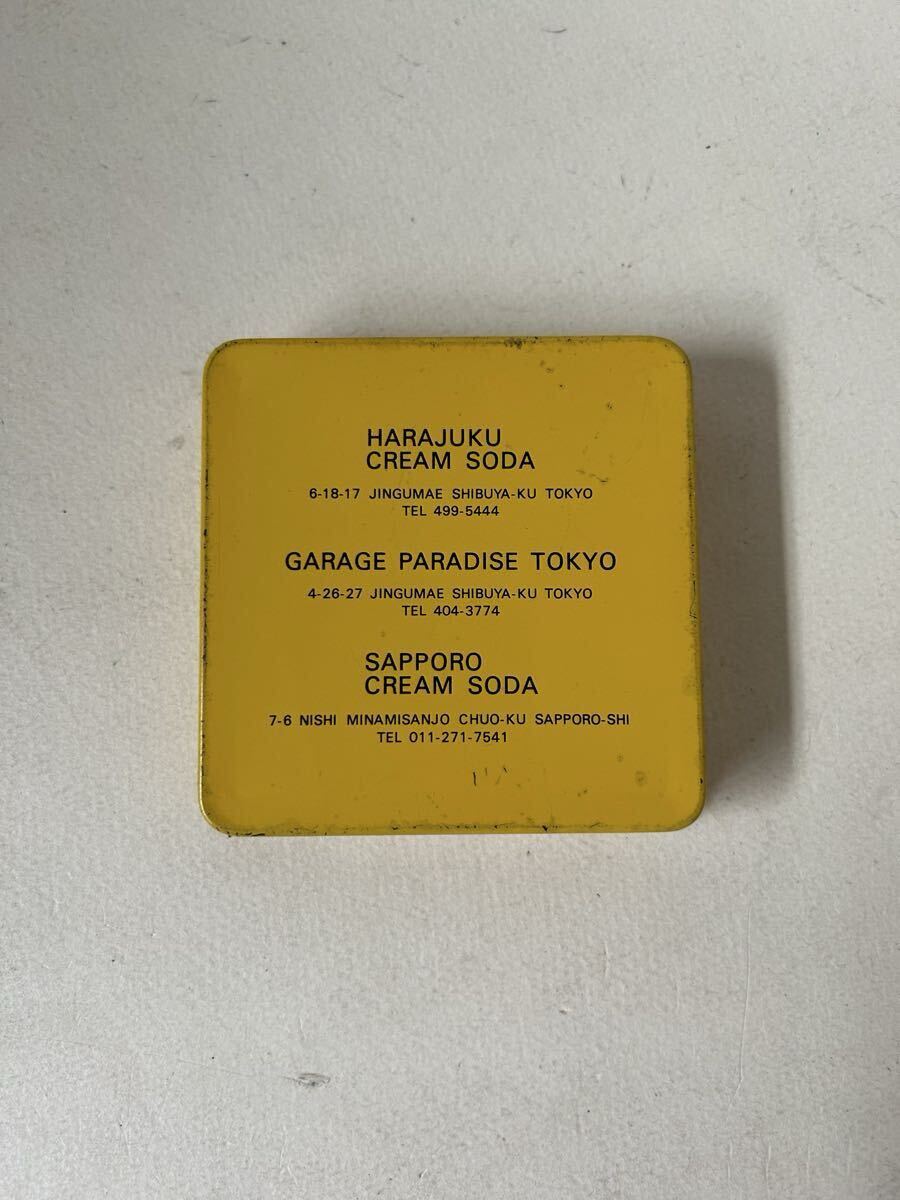 HARAJUKU
CREAM SODA
6-18-17 JINGUMAE SHIBUYA-KU TOKYO
TEL 499-5444
GARAGE PARADISE TOKYO
4-26-27 JINGUMAE SHIBUYA-KU TOKYO
TEL 404-3774
SAPPORO
CREAM SODA
7-6 NISHI MINAMISANJO CHUO-KU SAPPORO-SHI
TEL 011-271-7541